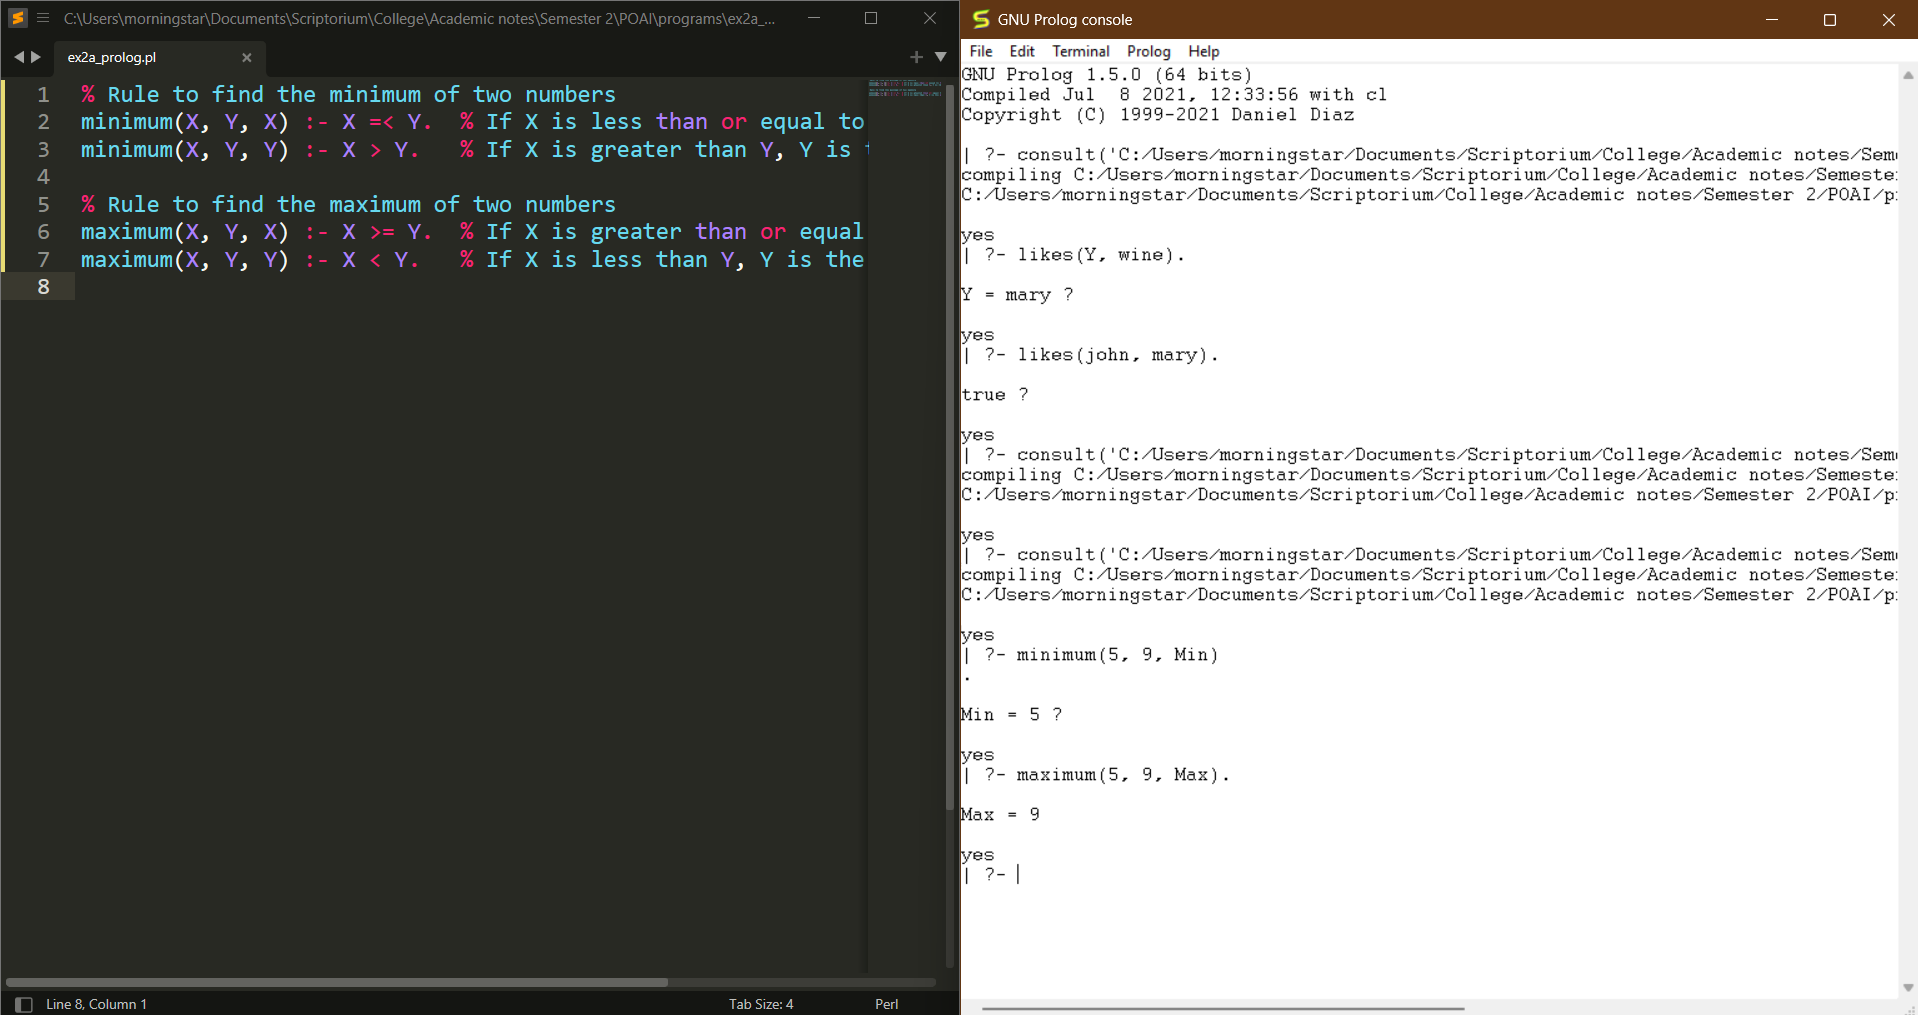 C:\Users\morningstar\Documents\Scriptorium\College\Academic notes\Semester 2\POAI\programs\ex2a_...
ex2a_prolog.pl
1 % Rule to find the minimum of two numbers
2 minimum(X, Y, X) :- X =< Y.  % If X is less than or equal to
3 minimum(X, Y, Y) :- X > Y.   % If X is greater than Y, Y is
4
5 % Rule to find the maximum of two numbers
6 maximum(X, Y, X) :- X >= Y.  % If X is greater than or equal
7 maximum(X, Y, Y) :- X < Y.   % If X is less than Y, Y is the
8
Line 8, Column 1
Tab Size: 4
Perl
GNU Prolog console
File Edit Terminal Prolog Help
GNU Prolog 1.5.0 (64 bits)
Compiled Jul  8 2021, 12:33:56 with cl
Copyright (C) 1999-2021 Daniel Diaz
| ?- consult('C:/Users/morningstar/Documents/Scriptorium/College/Academic notes/Sem
compiling C:/Users/morningstar/Documents/Scriptorium/College/Academic notes/Semeste
C:/Users/morningstar/Documents/Scriptorium/College/Academic notes/Semester 2/POAI/p
yes
| ?- likes(Y, wine).
Y = mary ?
yes
| ?- likes(john, mary).
true ?
yes
| ?- consult('C:/Users/morningstar/Documents/Scriptorium/College/Academic notes/Sem
compiling C:/Users/morningstar/Documents/Scriptorium/College/Academic notes/Semeste
C:/Users/morningstar/Documents/Scriptorium/College/Academic notes/Semester 2/POAI/p
yes
| ?- consult('C:/Users/morningstar/Documents/Scriptorium/College/Academic notes/Sem
compiling C:/Users/morningstar/Documents/Scriptorium/College/Academic notes/Semeste
C:/Users/morningstar/Documents/Scriptorium/College/Academic notes/Semester 2/POAI/p
yes
| ?- minimum(5, 9, Min)
.
Min = 5 ?
yes
| ?- maximum(5, 9, Max).
Max = 9
yes
| ?-